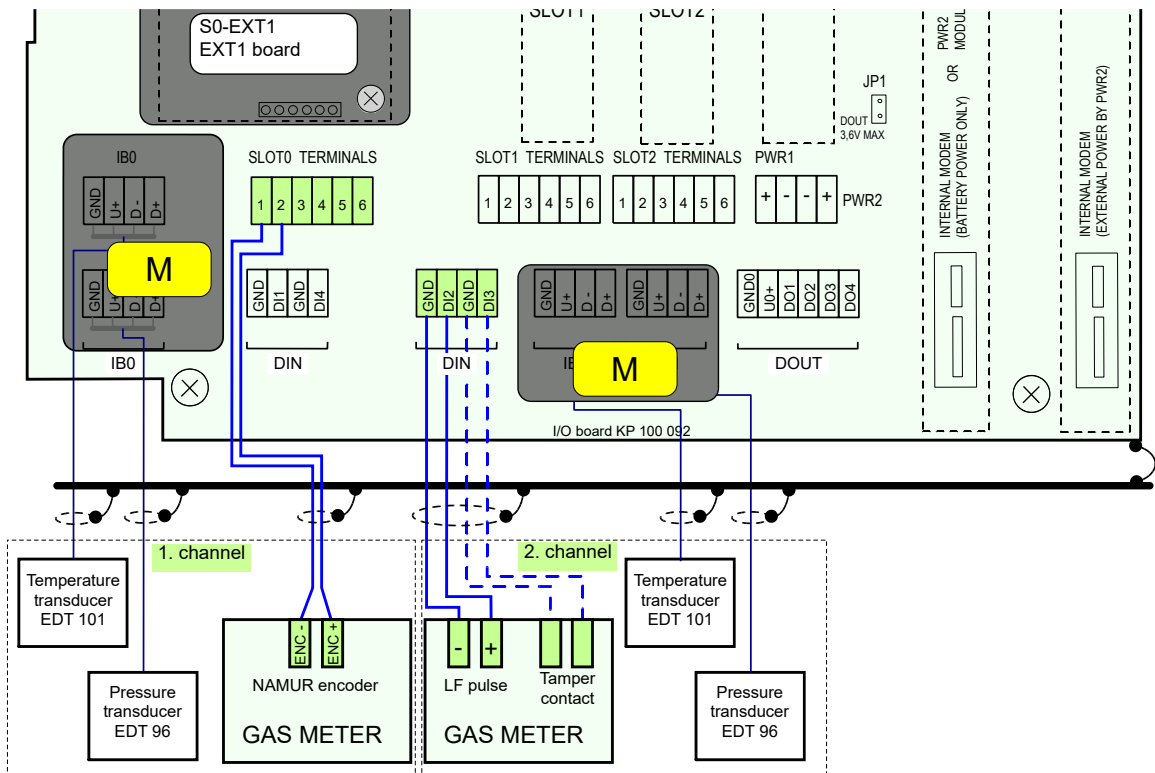 SLOT1
SLOT2
S0-EXT1
EXT1 board
PWR2
MODUL
OR
INTERNAL MODEM
(BATTERY POWER ONLY)
INTERNAL MODEM
(EXTERNAL POWER BY PWR2)
JP1
DOUT
3,6V MAX
IB0
SLOT0 TERMINALS
SLOT1 TERMINALS
SLOT2 TERMINALS
PWR1
GND U+ D - D+
1 2 3 4 5 6
1 2 3 4 5 6
1 2 3 4 5 6
+ - - +
PWR2
M
GND U+ D - D+
GND DI1 GND DI4
GND DI2 GND DI3
GND U+ D - D+
GND U+ D - D+
GND0 U0+ DO1 DO2 DO3 DO4
IB0
DIN
DIN
M
DOUT
I/O board KP 100 092
1. channel
2. channel
Temperature
transducer
EDT 101
Pressure
transducer
EDT 96
ENC - ENC +
NAMUR encoder
GAS METER
- +
LF pulse
Tamper
contact
GAS METER
Temperature
transducer
EDT 101
Pressure
transducer
EDT 96